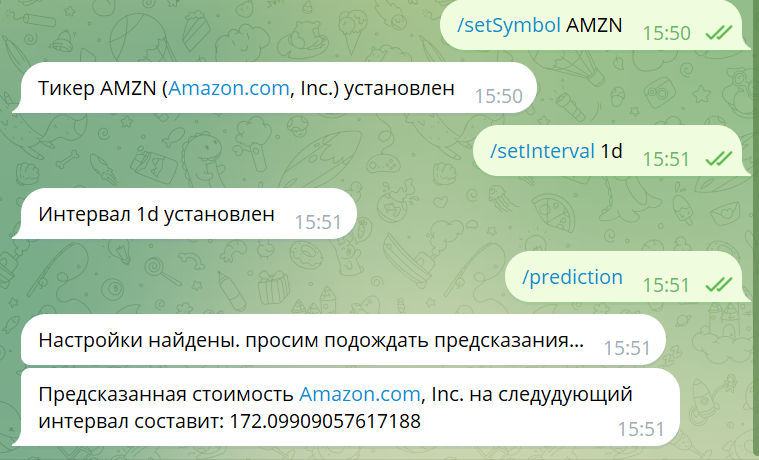 /setSymbol AMZN 15:50
Тикер AMZN (Amazon.com, Inc.) установлен 15:50
/setInterval 1d 15:51
Интервал 1d установлен 15:51
/prediction 15:51
Настройки найдены. просим подождать предсказания... 15:51
Предсказанная стоимость Amazon.com, Inc. на следудующий
интервал составит: 172.09909057617188 15:51